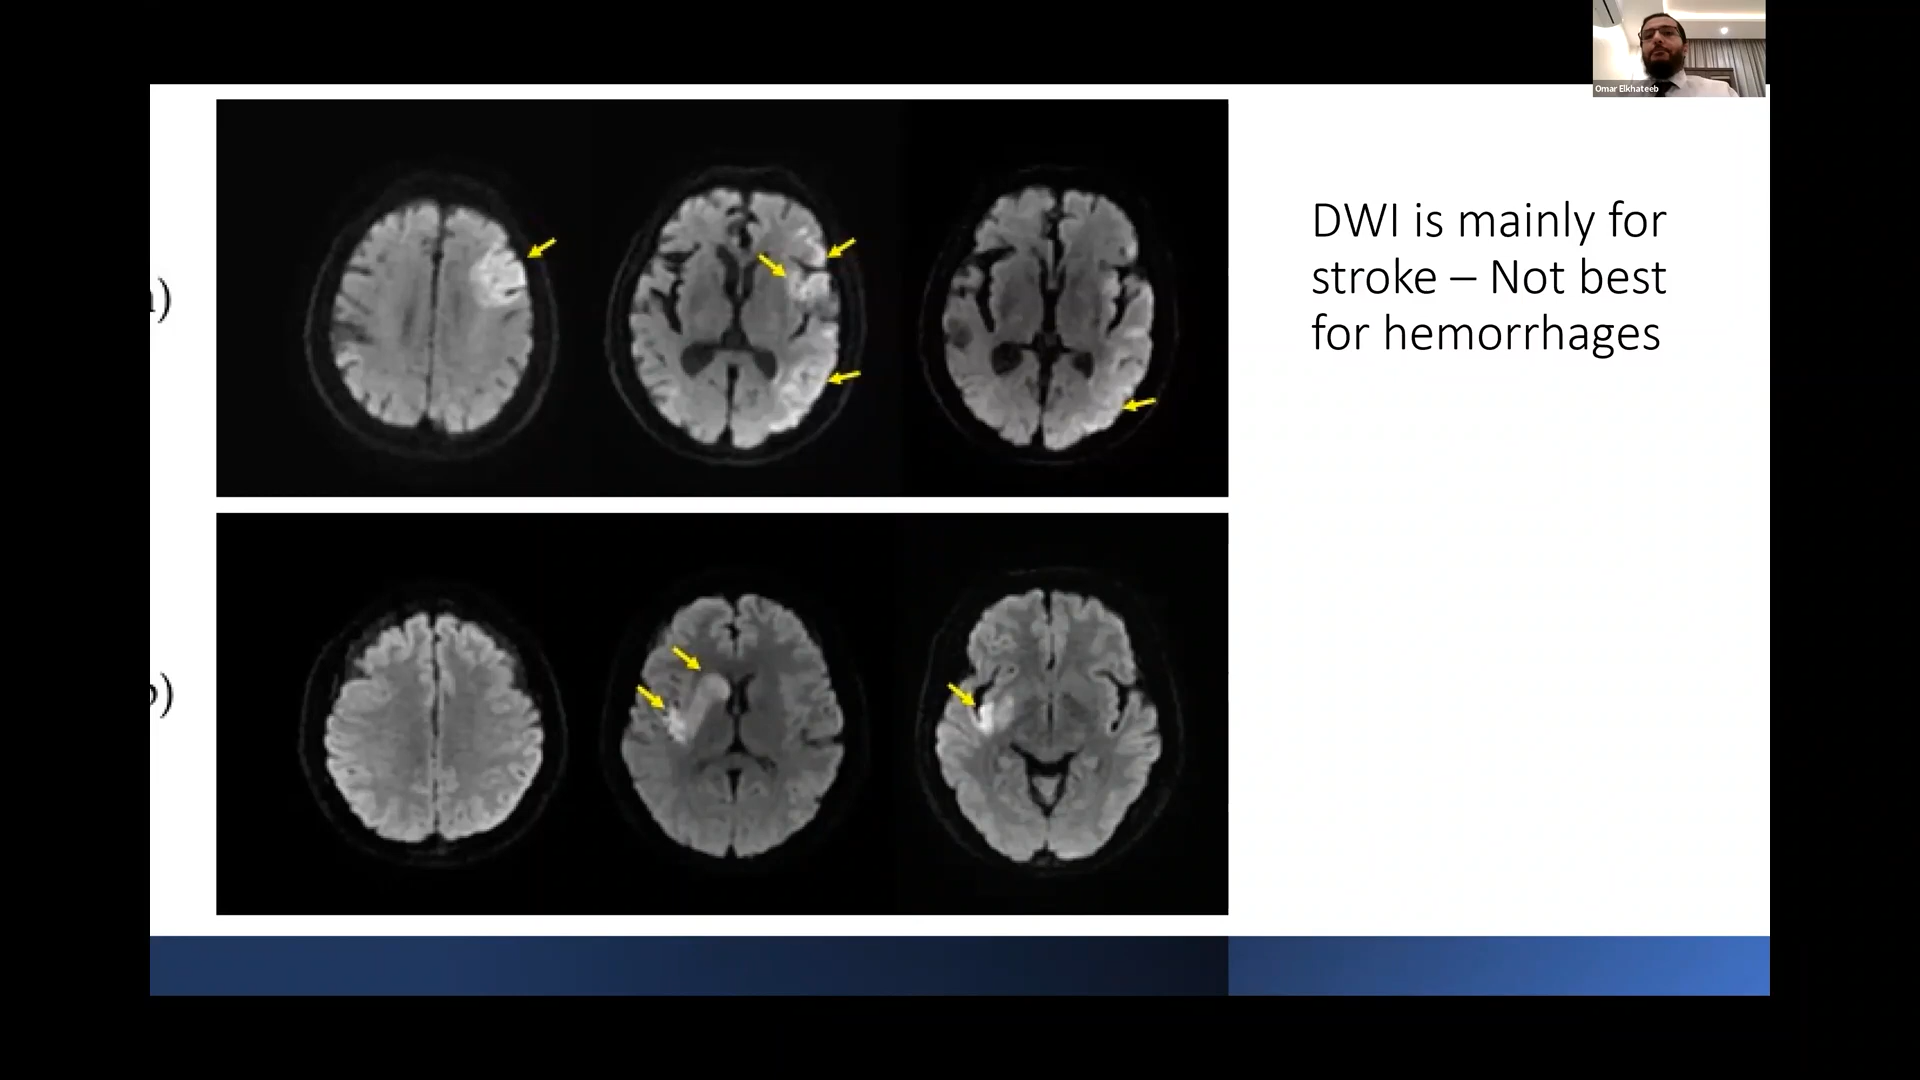 Omar Elkhateeb
DWI is mainly for
stroke – Not best
for hemorrhages
)
)